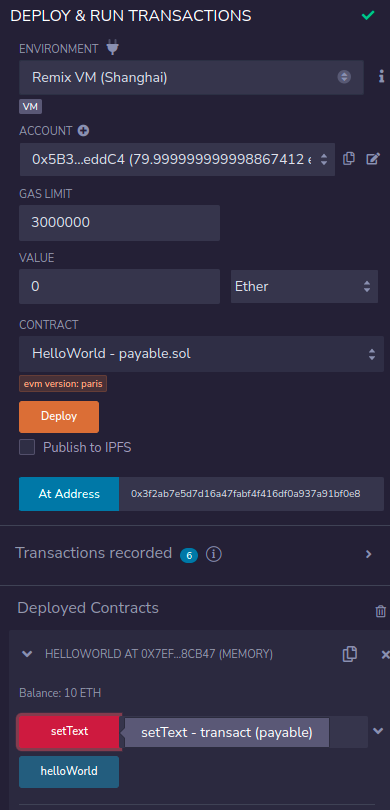 DEPLOY & RUN TRANSACTIONS
ENVIRONMENT
Remix VM (Shanghai)
VM
ACCOUNT
0x5B3...eddC4 (79.999999999998867412 e
GAS LIMIT
3000000
VALUE
0 Ether
CONTRACT
HelloWorld - payable.sol
evm version: paris
Deploy
Publish to IPFS
At Address 0x3f2ab7e5d7d16a47fabf4f416df0a937a91bf0e8
Transactions recorded 6
Deployed Contracts
HELLOWORLD AT 0X7EF...8CB47 (MEMORY)
Balance: 10 ETH
setText setText - transact (payable)
helloWorld